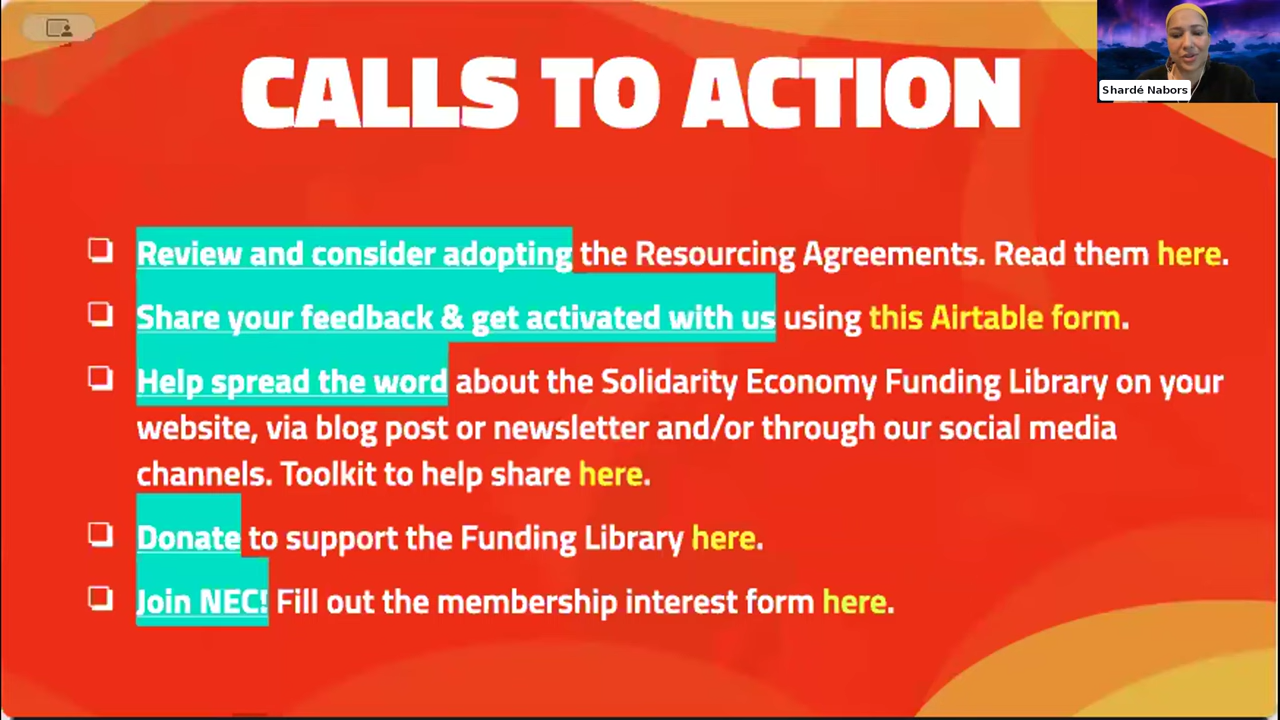 CALLS TO ACTION
Shardé Nabors
❏ Review and consider adopting the Resourcing Agreements. Read them here.
❏ Share your feedback & get activated with us using this Airtable form.
❏ Help spread the word about the Solidarity Economy Funding Library on your
website, via blog post or newsletter and/or through our social media
channels. Toolkit to help share here.
❏ Donate to support the Funding Library here.
❏ Join NEC! Fill out the membership interest form here.